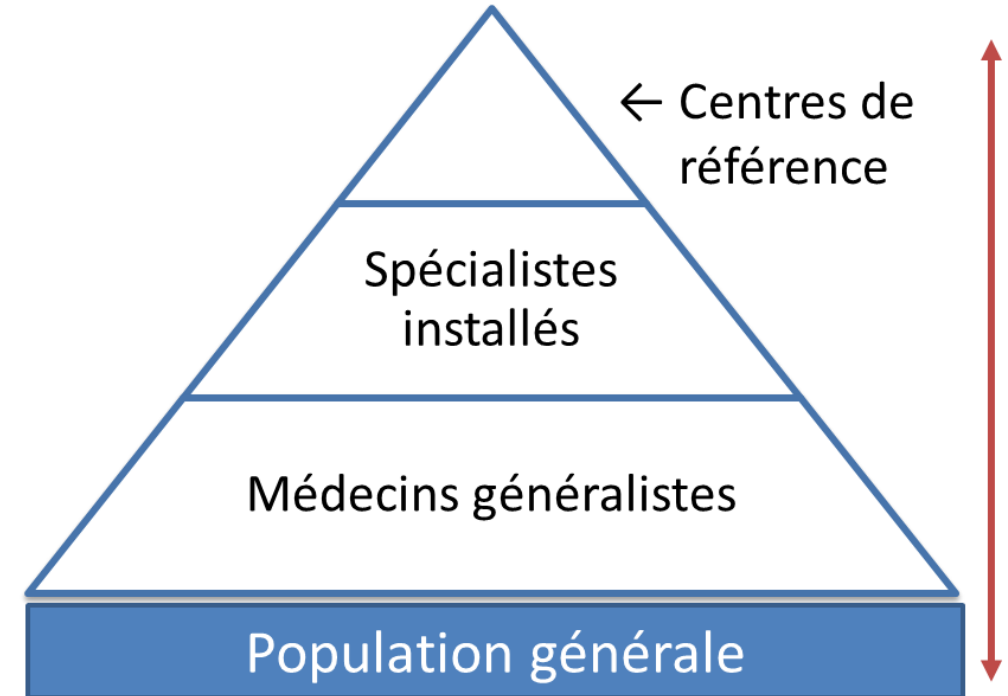 ← Centres de
référence
Spécialistes
installés
Médecins généralistes
Population générale